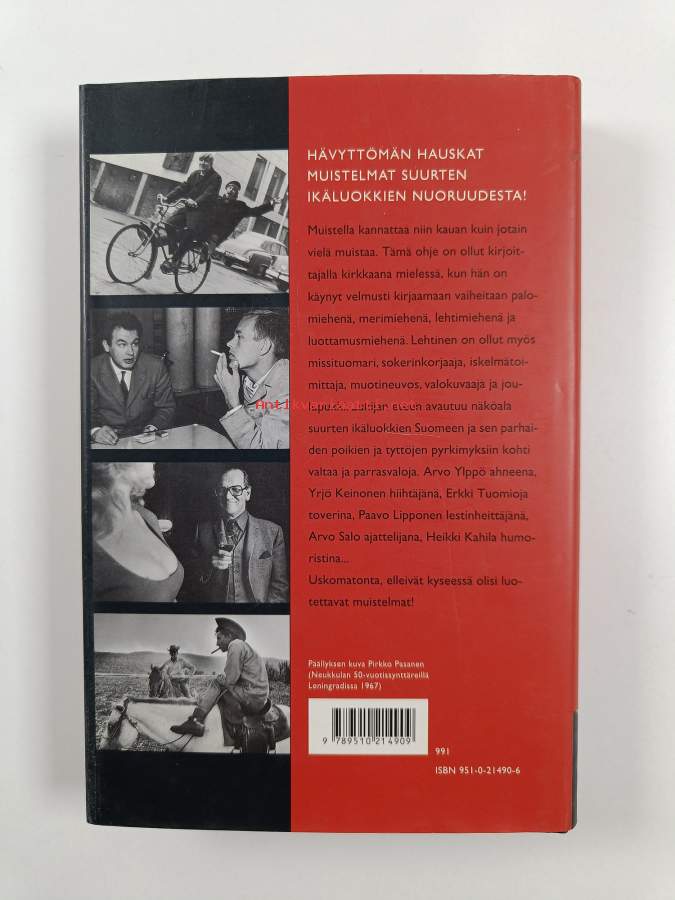 HÄVYTTÖMÄN HAUSKAT
MUISTELMAT SUURTEN
IKÄLUOKKIEN NUORUUDESTA!
Muistella kannattaa niin kauan kuin jotain
vielä muistaa. Tämä ohje on ollut kirjoit-
tajalla kirkkaana mielessä, kun hän on
käynyt velmusti kirjaamaan vaiheitaan palo-
miehenä, merimiehenä, lehtimiehenä ja
luottamusmiehenä. Lehtinen on ollut myös
missituomari, sokerinkorjaaja, iskelmätoi-
mittaja, muotineuvos, valokuvaaja ja jou-
lupukki. eteen avautuu näköala
suurten ikäluokkien Suomeen ja sen parhai-
den poikien ja tyttöjen pyrkimyksiin kohti
valtaa ja parrasvaloja. Arvo Ylppö ahneena,
Yrjö Keinonen hiihtäjänä, Erkki Tuomioja
toverina, Paavo Lipponen lestinheittäjänä,
Arvo Salo ajattelijana, Heikki Kahila humo-
ristina...
Uskomatonta, elleivät kyseessä olisi luo-
tettavat muistelmat!
Päällyksen kuva Pirkko Pasanen
(Neukkulan 50-vuotissynttäreillä
Leningradissa 1967)
9 789510 214909
991
ISBN 951-0-21490-6